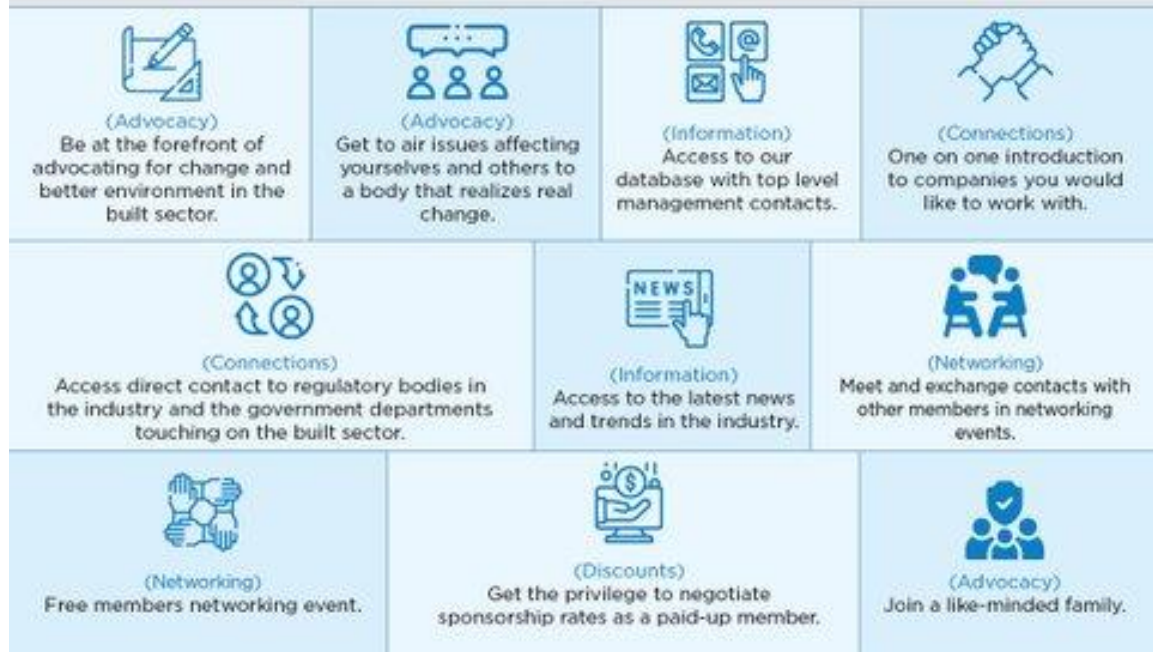 (Advocacy)
Be at the forefront of
advocating for change and
better environment in the
built sector.
(Advocacy)
Get to air issues affecting
yourselves and others to
a body that realizes real
change.
@
(Information)
Access to our
database with top level
management contacts.
(Connections)
One on one introduction
to companies you would
like to work with.
(Connections)
Access direct contact to regulatory bodies in
the industry and the government departments
touching on the built sector.
NEWS
(Information)
Access to the latest news
and trends in the industry.
(Networking)
Meet and exchange contacts with
other members in networking
events.
(Networking)
Free members networking event.
$
(Discounts)
Get the privilege to negotiate
sponsorship rates as a paid-up member.
(Advocacy)
Join a like-minded family.